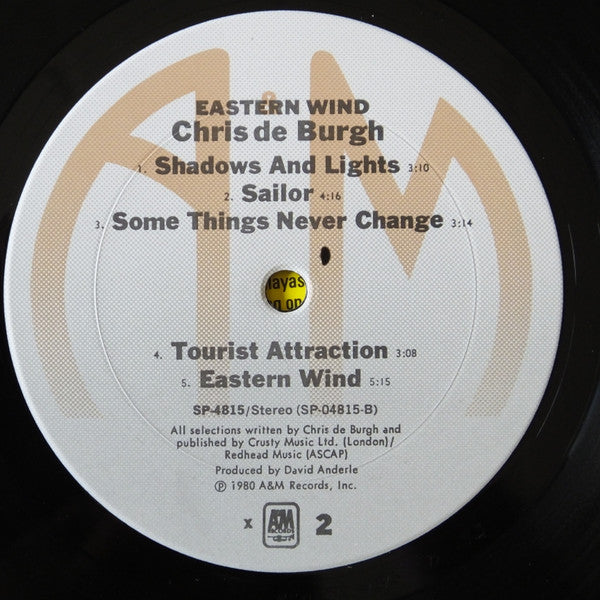 EASTERN WIND
Chris de Burgh
1. Shadows And Lights 3:10
2. Sailor 4:16
3. Some Things Never Change 3:14
4. Tourist Attraction 3:08
5. Eastern Wind 5:15
SP-4815/Stereo (SP-04815-B)
All selections written by Chris de Burgh and
published by Crusty Music Ltd. (London)/
Redhead Music (ASCAP)
Produced by David Anderle
℗ 1980 A&M Records, Inc.
x A&M RECORDS 2